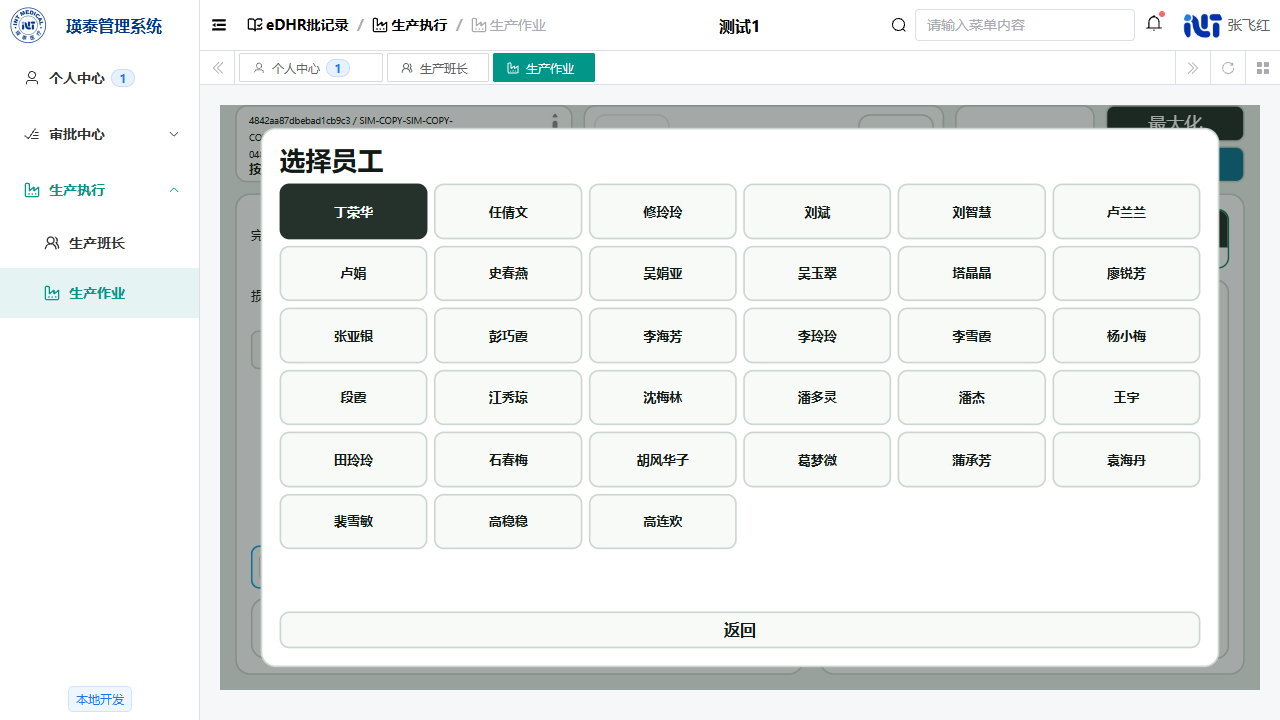 瑛泰管理系统
eDHR批记录 / 生产执行 / 生产作业
测试1
请输入菜单内容
张飞红
个人中心 1
审批中心
生产执行
生产班长
生产作业
本地开发
个人中心 1
生产班长
生产作业
4842aa87dbebad1cb9c3 / SIM-COPY-SIM-COPY-
最大化
选择员工
丁荣华
任倩文
修玲玲
刘斌
刘智慧
卢兰兰
卢娟
史春燕
吴娟亚
吴玉翠
塔晶晶
廖锐芳
张亚银
彭巧霞
李海芳
李玲玲
李雪霞
杨小梅
段霞
江秀琼
沈梅林
潘多灵
潘杰
王宇
田玲玲
石春梅
胡风华子
葛梦微
蒲承芳
袁海丹
裴雪敏
高稳稳
高连欢
返回